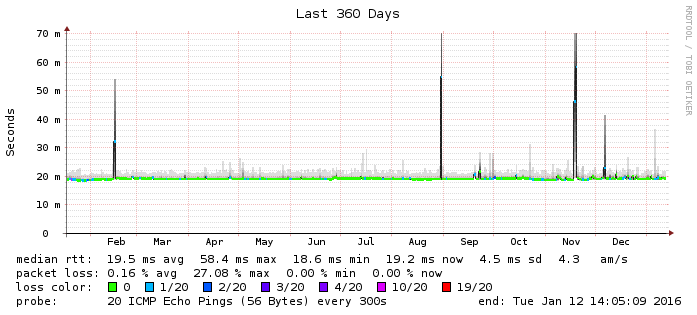 Last 360 Days
RRDTOOL / TOBI OETIKER
Seconds
70 m
60 m
50 m
40 m
30 m
20 m
10 m
0
Feb Mar Apr May Jun Jul Aug Sep Oct Nov Dec
median rtt: 19.5 ms avg 58.4 ms max 18.6 ms min 19.2 ms now 4.5 ms sd 4.3 am/s
packet loss: 0.16 % avg 27.08 % max 0.00 % min 0.00 % now
loss color: 0 1/20 2/20 3/20 4/20 10/20 19/20
probe: 20 ICMP Echo Pings (56 Bytes) every 300s end: Tue Jan 12 14:05:09 2016